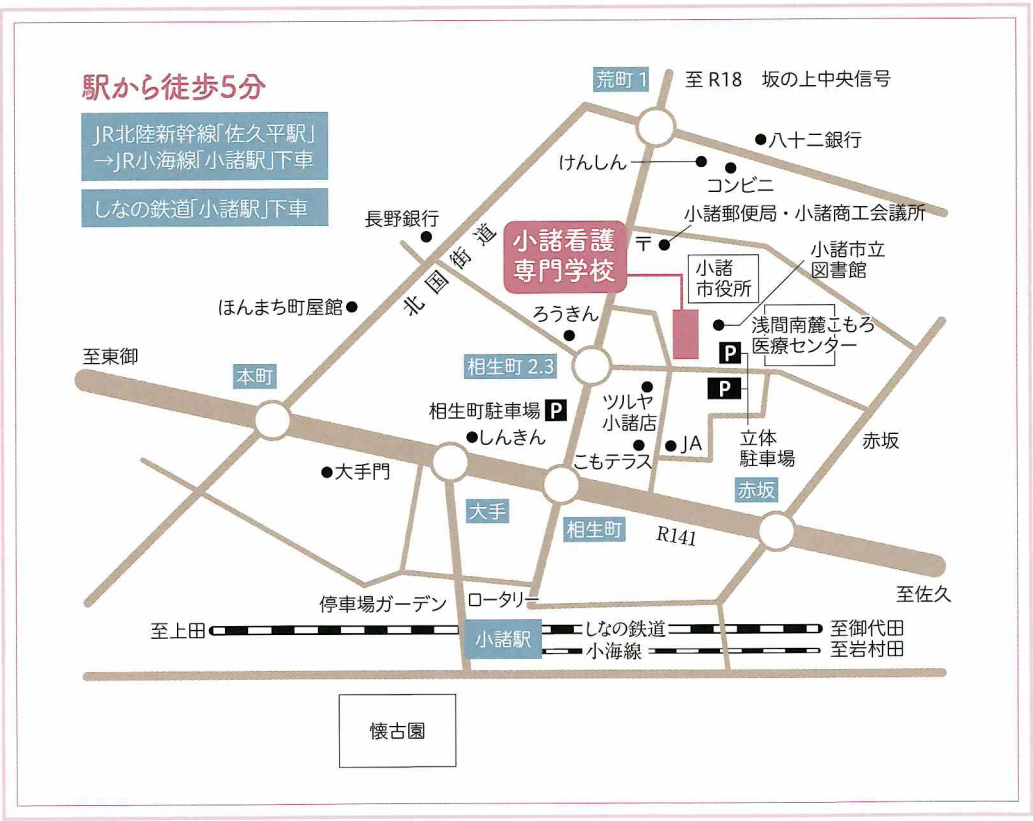 駅から徒歩5分
JR北陸新幹線「佐久平駅」
→JR小海線「小諸駅」下車
しなの鉄道「小諸駅」下車
荒町1
至 R18　坂の上中央信号
八十二銀行
けんしん
コンビニ
小諸郵便局・小諸商工会議所
〒
長野銀行
北国街道
小諸看護
専門学校
小諸
市役所
小諸市立
図書館
ほんまち町屋館
ろうきん
浅間南麓こもろ
医療センター
P
至東御
本町
相生町 2.3
P
相生町駐車場 P
ツルヤ
小諸店
しんきん
JA
こもテラス
立体
駐車場
赤坂
大手門
赤坂
大手
相生町
R141
至佐久
停車場ガーデン
ロータリー
至上田
小諸駅
しなの鉄道
至御代田
小海線
至岩村田
懐古園